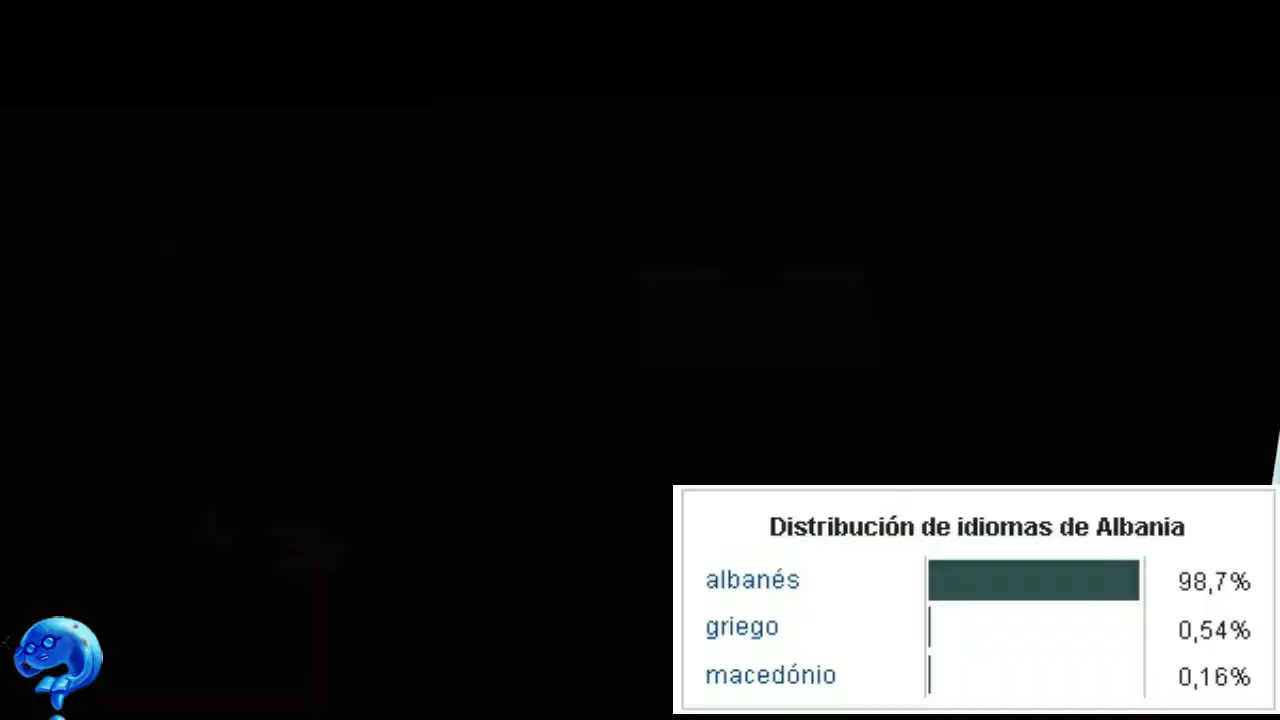 Distribución de idiomas de Albania
albanés 98,7%
griego 0,54%
macedónio 0,16%